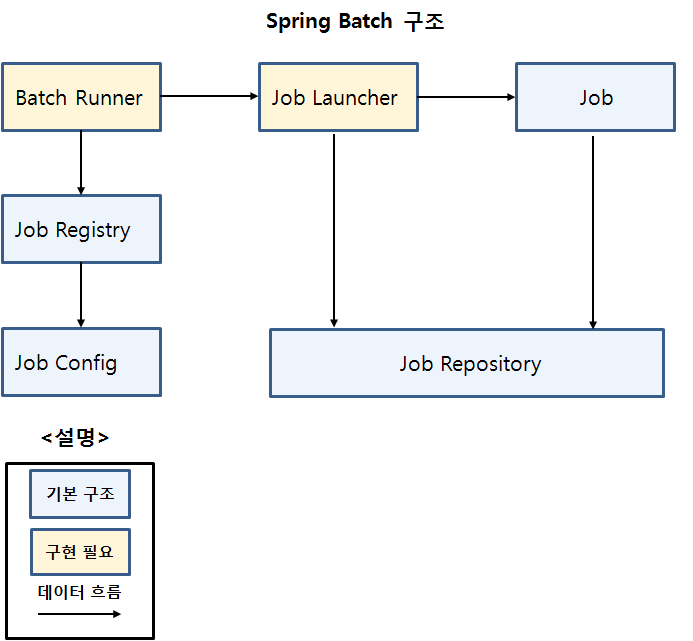 Spring Batch 구조
Batch Runner
Job Launcher
Job
Job Registry
Job Config
Job Repository
<설명>
기본 구조
구현 필요
데이터 흐름